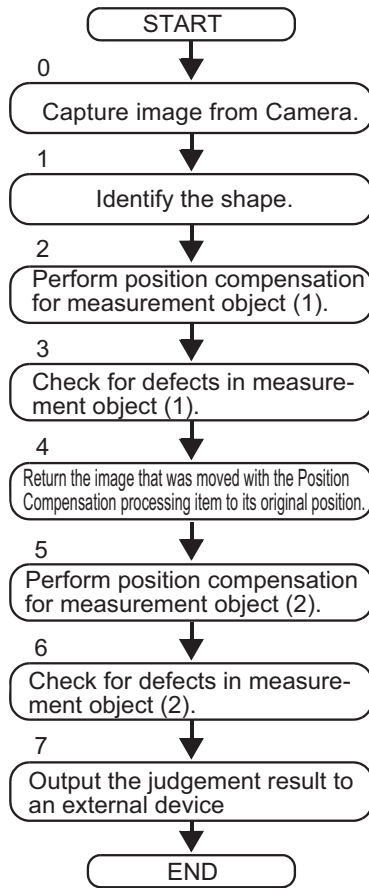 START
0
Capture image from Camera.
1
Identify the shape.
2
Perform position compensation
for measurement object (1).
3
Check for defects in measure-
ment object (1).
4
Return the image that was moved with the Position
Compensation processing item to its original position.
5
Perform position compensation
for measurement object (2).
6
Check for defects in measure-
ment object (2).
7
Output the judgement result to
an external device
END